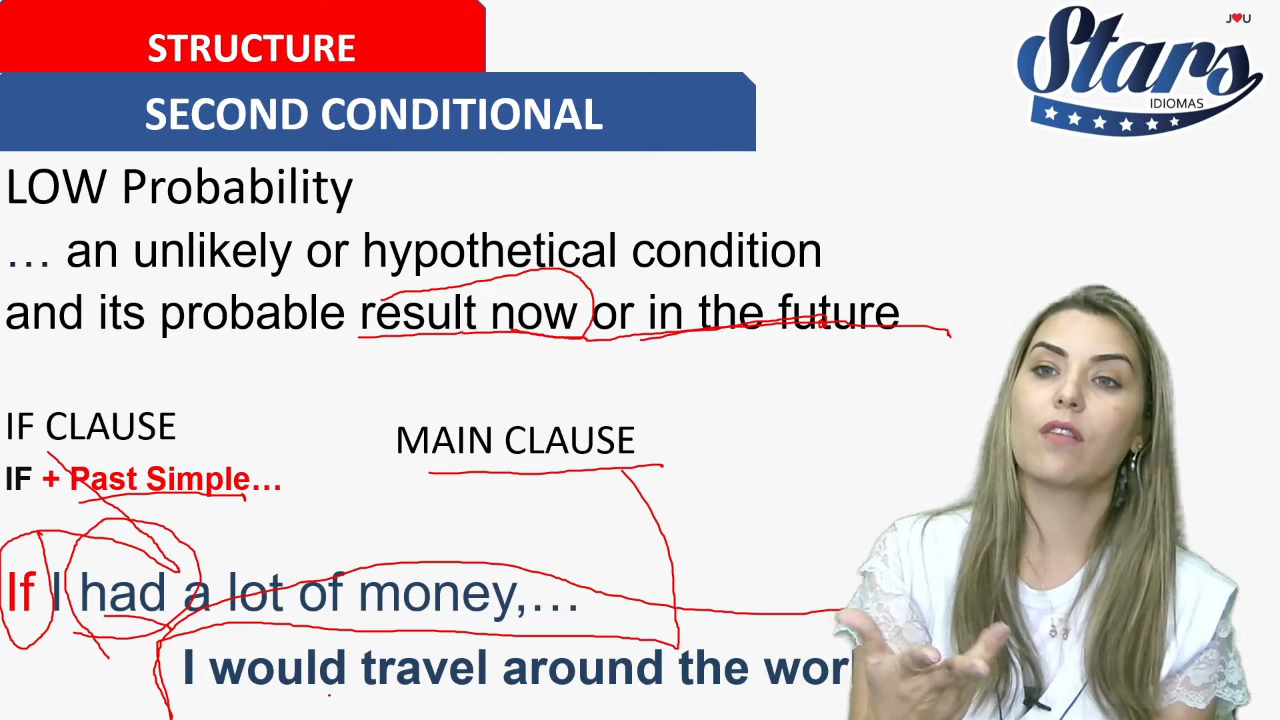 STRUCTURE
SECOND CONDITIONAL
J❤U
Stars
IDIOMAS
LOW Probability
… an unlikely or hypothetical condition
and its probable result now or in the future
IF CLAUSE
MAIN CLAUSE
IF + Past Simple…
If I had a lot of money,…
I would travel around the wor